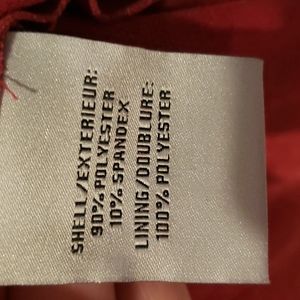 SHELL/EXTERIEUR:
90% POLYESTER
10% SPANDEX
LINING/DOUBLURE:
100% POLYESTER